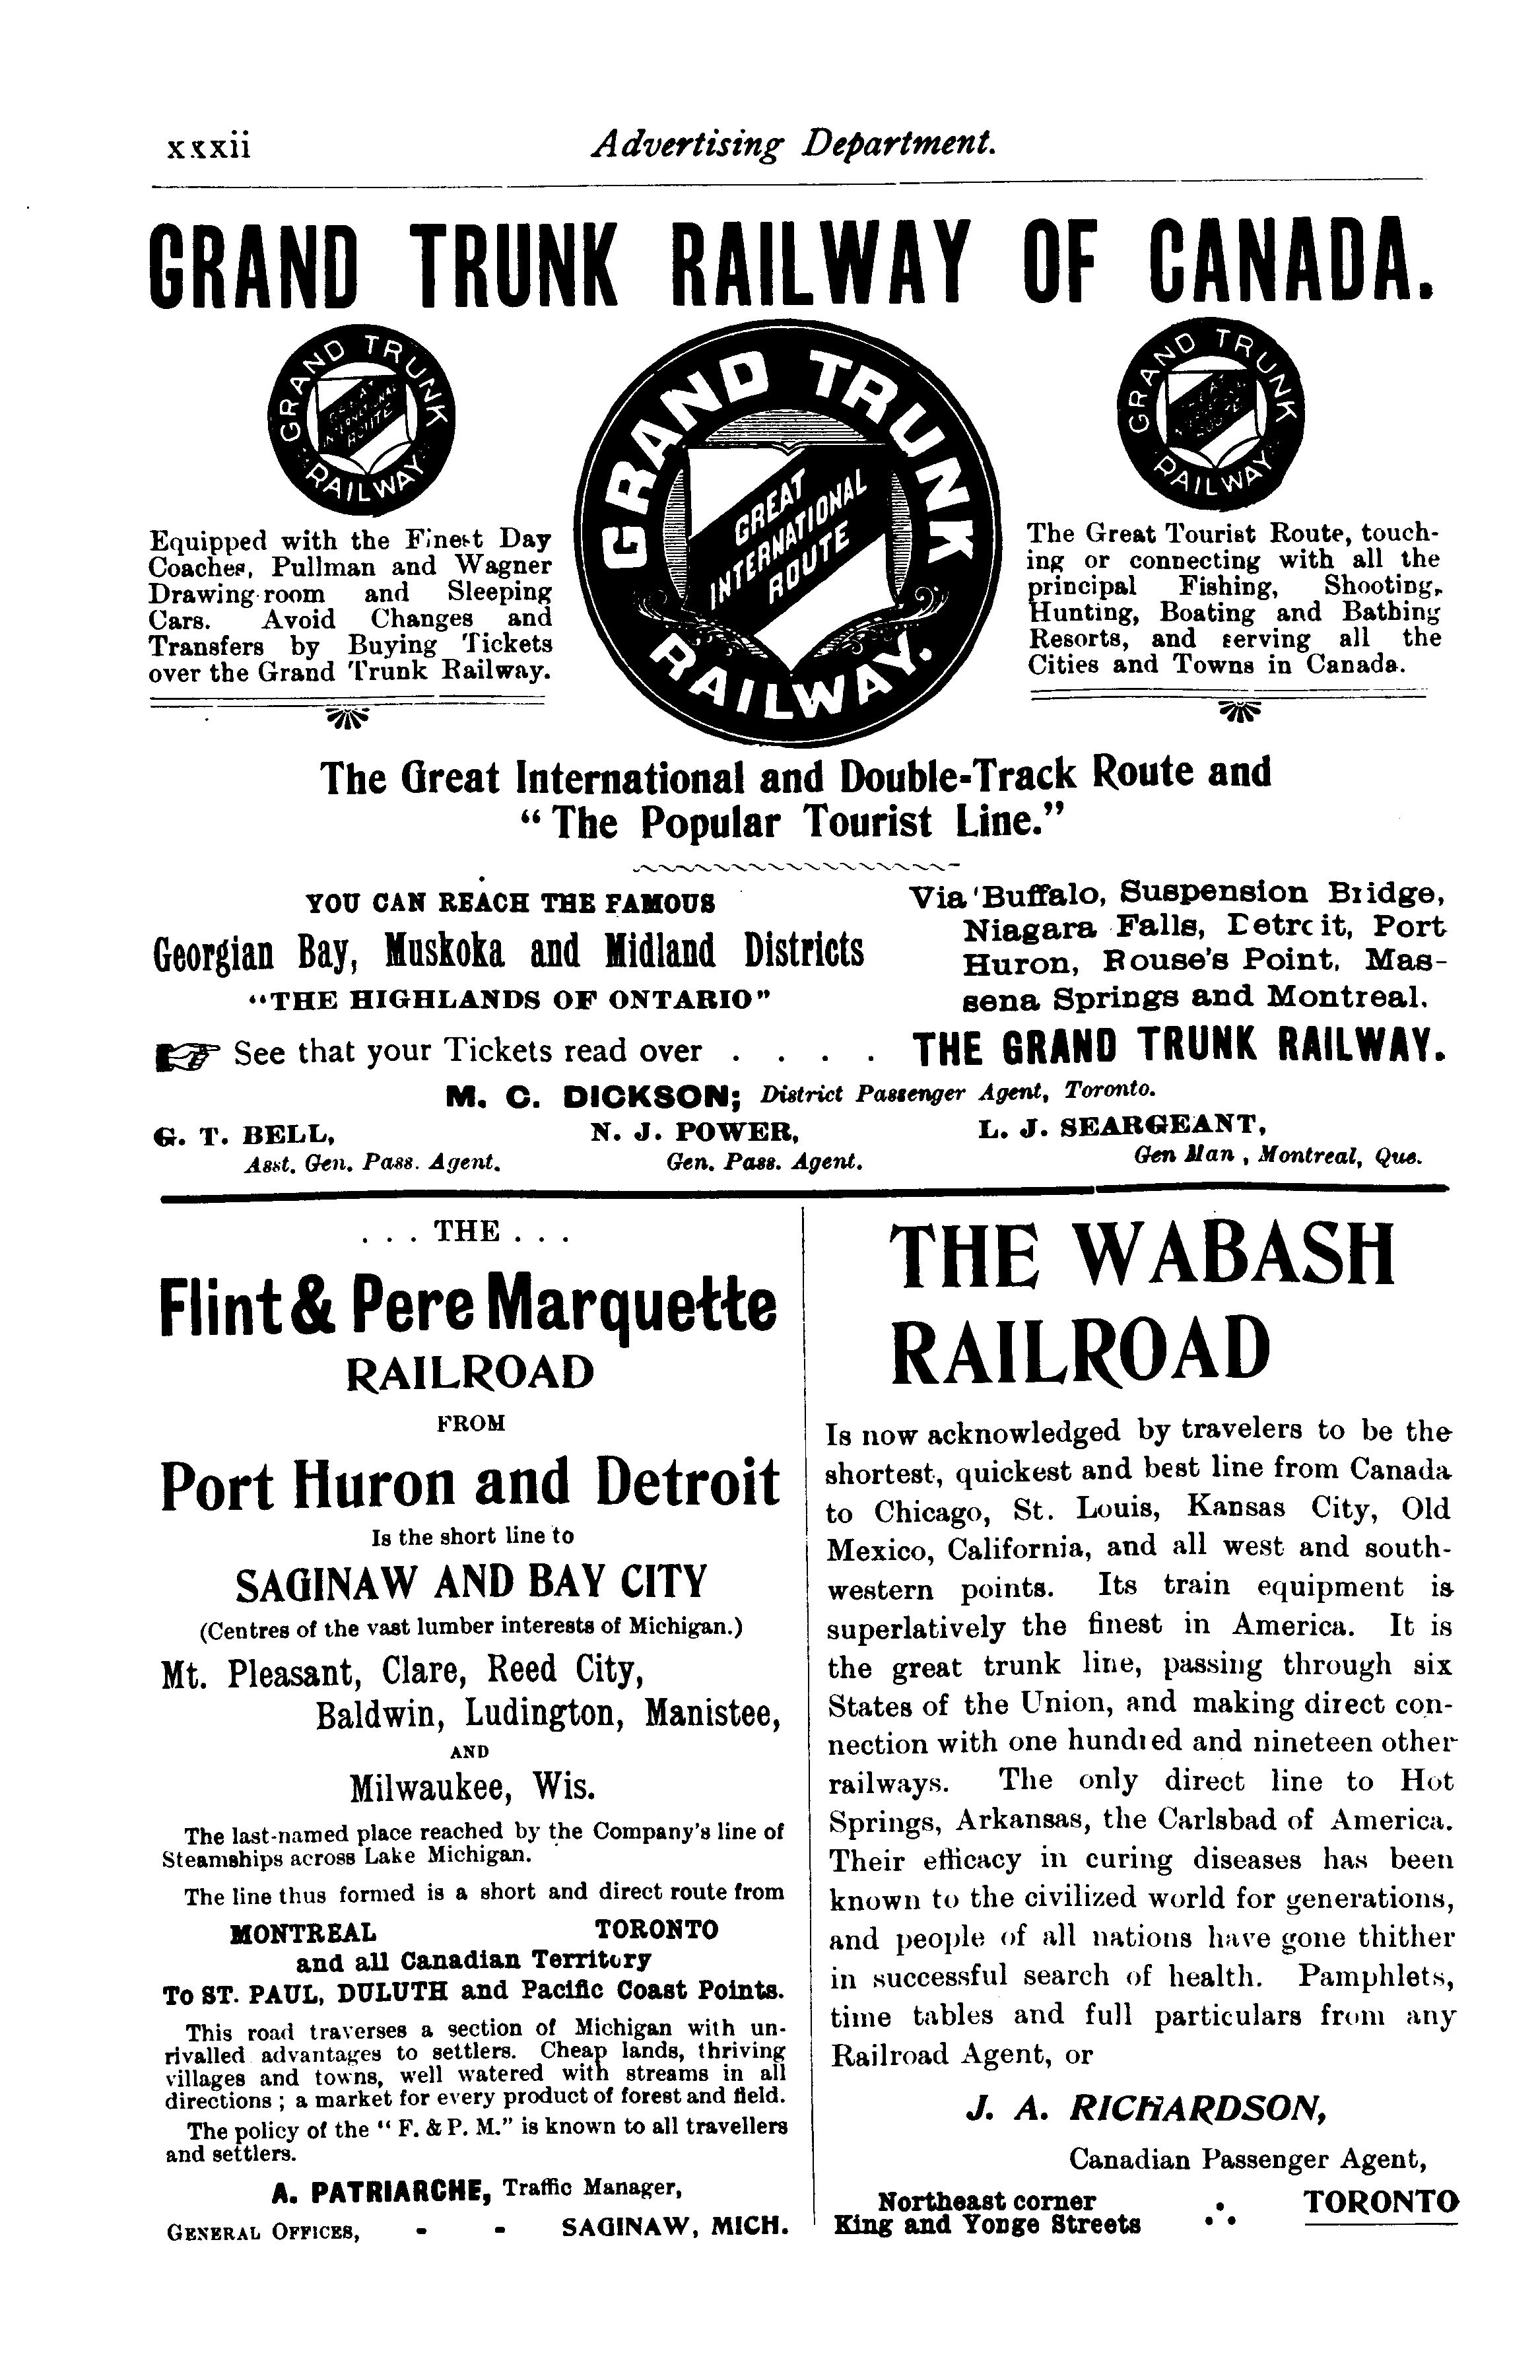 xxxii
Advertising Department.
GRAND TRUNK RAILWAY OF CANADA.
GRAND TRUNK
RAILWAY
Equipped with the Finest Day
Coaches, Pullman and Wagner
Drawing-room and Sleeping
Cars. Avoid Changes and
Transfers by Buying Tickets
over the Grand Trunk Railway.
GRAND TRUNK
GREAT
INTERNATIONAL
ROUTE
RAILWAY.
GRAND TRUNK
RAILWAY
The Great Tourist Route, touch-
ing or connecting with all the
principal Fishing, Shooting,
Hunting, Boating and Bathing
Resorts, and serving all the
Cities and Towns in Canada.
The Great International and Double-Track Route and
"The Popular Tourist Line."
YOU CAN REACH THE FAMOUS
Georgian Bay, Muskoka and Midland Districts
"THE HIGHLANDS OF ONTARIO"
Via Buffalo, Suspension Bridge,
Niagara Falls, Detroit, Port
Huron, Rouse's Point, Mas-
sena Springs and Montreal.
☞ See that your Tickets read over . . . . THE GRAND TRUNK RAILWAY.
M. C. DICKSON; District Passenger Agent, Toronto.
G. T. BELL,
Asst. Gen. Pass. Agent.
N. J. POWER,
Gen. Pass. Agent.
L. J. SEARGEANT,
Gen Man , Montreal, Que.
. . . THE . . .
Flint & Pere Marquette
RAILROAD
FROM
Port Huron and Detroit
Is the short line to
SAGINAW AND BAY CITY
(Centres of the vast lumber interests of Michigan.)
Mt. Pleasant, Clare, Reed City,
Baldwin, Ludington, Manistee,
AND
Milwaukee, Wis.
The last-named place reached by the Company's line of
Steamships across Lake Michigan.
The line thus formed is a short and direct route from
MONTREAL TORONTO
and all Canadian Territory
To ST. PAUL, DULUTH and Pacific Coast Points.
This road traverses a section of Michigan with un-
rivalled advantages to settlers. Cheap lands, thriving
villages and towns, well watered with streams in all
directions ; a market for every product of forest and field.
The policy of the "F. & P. M." is known to all travellers
and settlers.
A. PATRIARCHE, Traffic Manager,
GENERAL OFFICES, - - SAGINAW, MICH.
THE WABASH
RAILROAD
Is now acknowledged by travelers to be the
shortest, quickest and best line from Canada
to Chicago, St. Louis, Kansas City, Old
Mexico, California, and all west and south-
western points. Its train equipment is
superlatively the finest in America. It is
the great trunk line, passing through six
States of the Union, and making direct con-
nection with one hundred and nineteen other
railways. The only direct line to Hot
Springs, Arkansas, the Carlsbad of America.
Their efficacy in curing diseases has been
known to the civilized world for generations,
and people of all nations have gone thither
in successful search of health. Pamphlets,
time tables and full particulars from any
Railroad Agent, or
J. A. RICHARDSON,
Canadian Passenger Agent,
Northeast corner
King and Yonge Streets
TORONTO